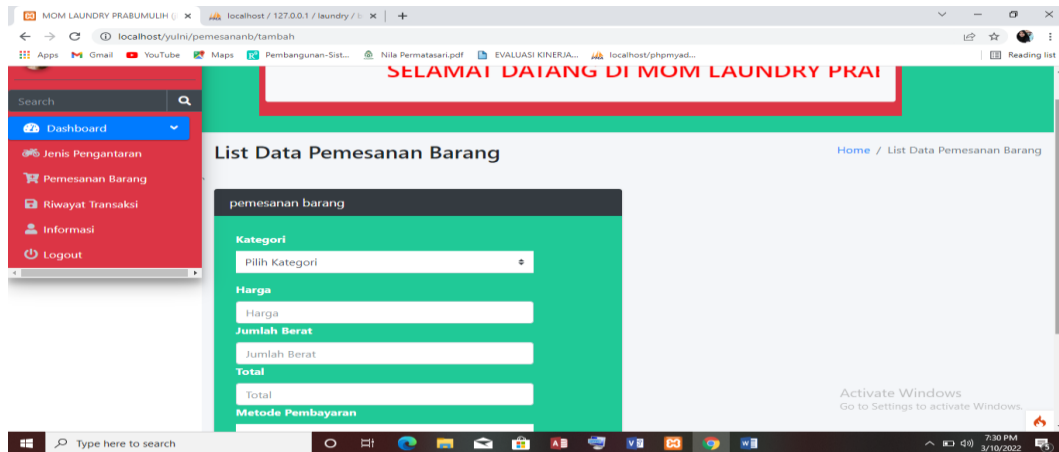 MOM LAUNDRY PRABUMULIH
localhost / 127.0.0.1 / laundry /
localhost/yulni/pemesananb/tambah
Apps Gmail YouTube Maps Pembangunan-Sist... Nila Permatasari.pdf EVALUASI KINERJA... localhost/phpmyad... Reading list
SELAMAT DATANG DI MOM LAUNDRY PRAI
Search
Dashboard
Jenis Pengantaran
Pemesanan Barang
Riwayat Transaksi
Informasi
Logout
List Data Pemesanan Barang
Home / List Data Pemesanan Barang
pemesanan barang
Kategori
Pilih Kategori
Harga
Harga
Jumlah Berat
Jumlah Berat
Total
Total
Metode Pembayaran
Activate Windows
Go to Settings to activate Windows.
Type here to search
7:30 PM
3/10/2022